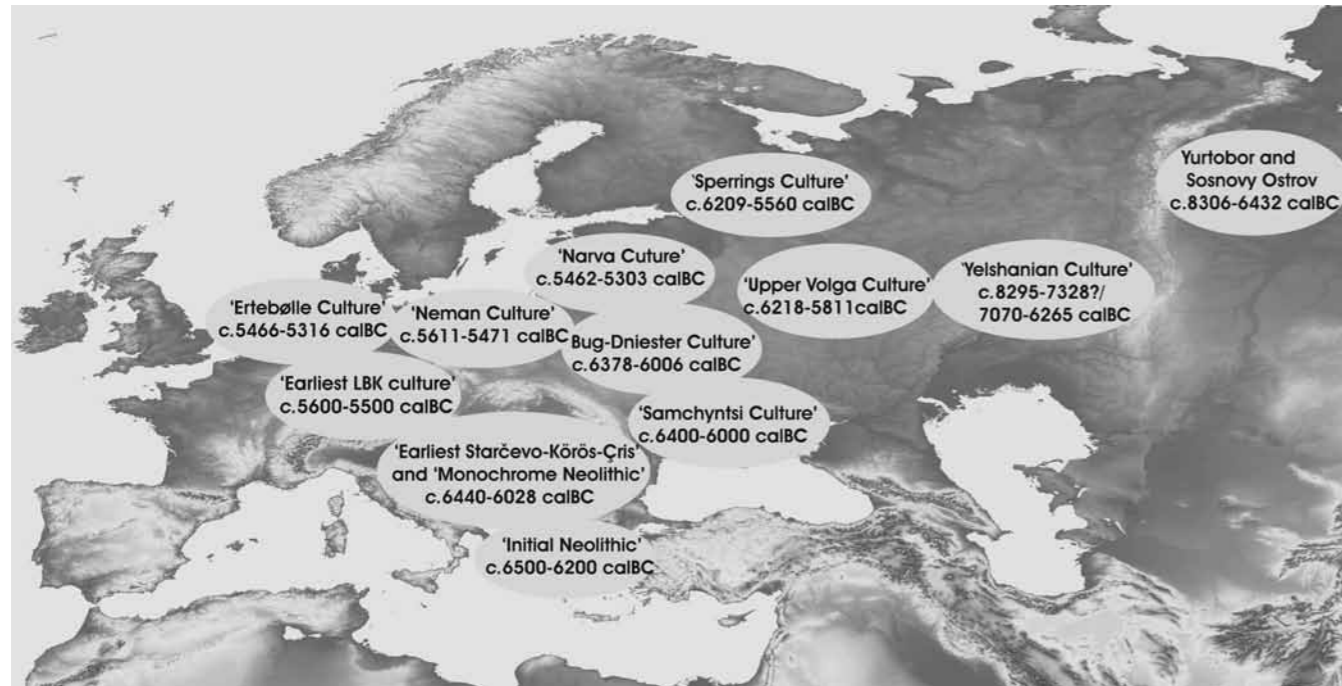 Yurtobor and
Sosnovy Ostrov
c.8306-6432 calBC
'Sperrings Culture'
c.6209-5560 calBC
'Narva Cuture'
c.5462-5303 calBC
'Upper Volga Culture'
c.6218-5811calBC
'Yelshanian Culture'
c.8295-7328?/
7070-6265 calBC
'Ertebølle Culture'
c.5466-5316 calBC
'Neman Culture'
c.5611-5471 calBC
Bug-Dniester Culture'
c.6378-6006 calBC
'Earliest LBK culture'
c.5600-5500 calBC
'Samchyntsi Culture'
c.6400-6000 calBC
'Earliest Starčevo-Körös-Çris'
and 'Monochrome Neolithic'
c.6440-6028 calBC
'Initial Neolithic'
c.6500-6200 calBC